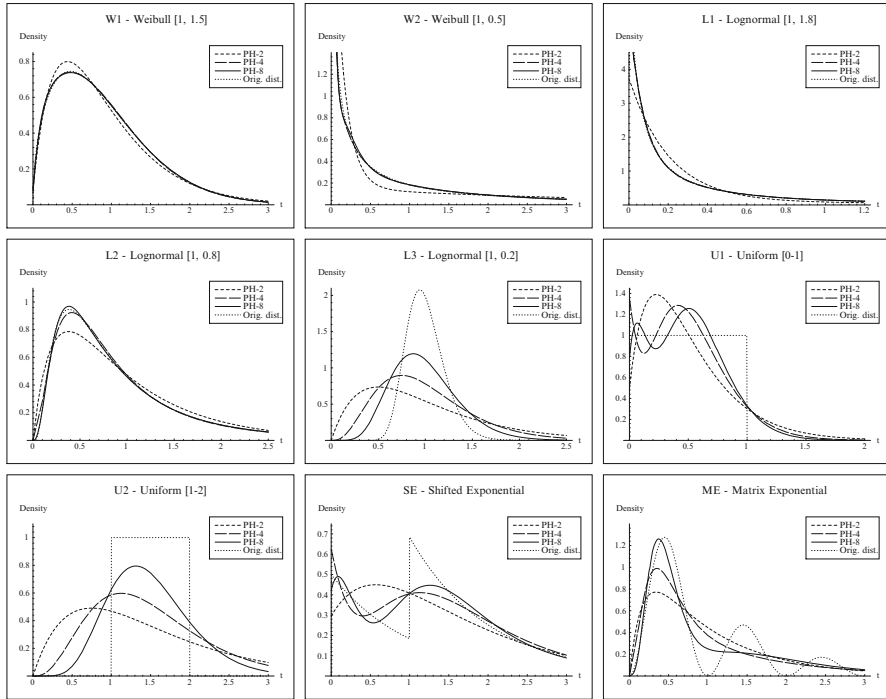 W1 - Weibull [1, 1.5]
Density
PH-2
PH-4
PH-8
Orig. dist.
0.8
0.6
0.4
0.2
0 0.5 1 1.5 2 2.5 3 t
W2 - Weibull [1, 0.5]
Density
PH-2
PH-4
PH-8
Orig. dist.
1.2
1
0.8
0.6
0.4
0.2
0 0.5 1 1.5 2 2.5 3 t
L1 - Lognormal [1, 1.8]
Density
PH-2
PH-4
PH-8
Orig. dist.
4
3
2
1
0 0.2 0.4 0.6 0.8 1 1.2 t
L2 - Lognormal [1, 0.8]
Density
PH-2
PH-4
PH-8
Orig. dist.
1
0.8
0.6
0.4
0.2
0 0.5 1 1.5 2 2.5 t
L3 - Lognormal [1, 0.2]
Density
PH-2
PH-4
PH-8
Orig. dist.
2
1.5
1
1
0 0.5 1 1.5 2 2.5 t
U1 - Uniform [0-1]
Density
PH-2
PH-4
PH-8
Orig. dist.
1.4
1.2
1
0.8
0.6
0.4
0.2
0 0.5 1 1.5 2 t
U2 - Uniform [1-2]
Density
PH-2
PH-4
PH-8
Orig. dist.
1
0.8
0.6
0.4
0.2
0 0.5 1 1.5 2 2.5 3 t
SE - Shifted Exponential
Density
PH-2
PH-4
PH-8
Orig. dist.
0.7
0.6
0.5
0.4
0.3
0.2
0.1
0 0.5 1 1.5 2 2.5 3 t
ME - Matrix Exponential
Density
PH-2
PH-4
PH-8
Orig. dist.
1.2
1
0.8
0.6
0.4
0.2
0 0.5 1 1.5 2 2.5 3 t